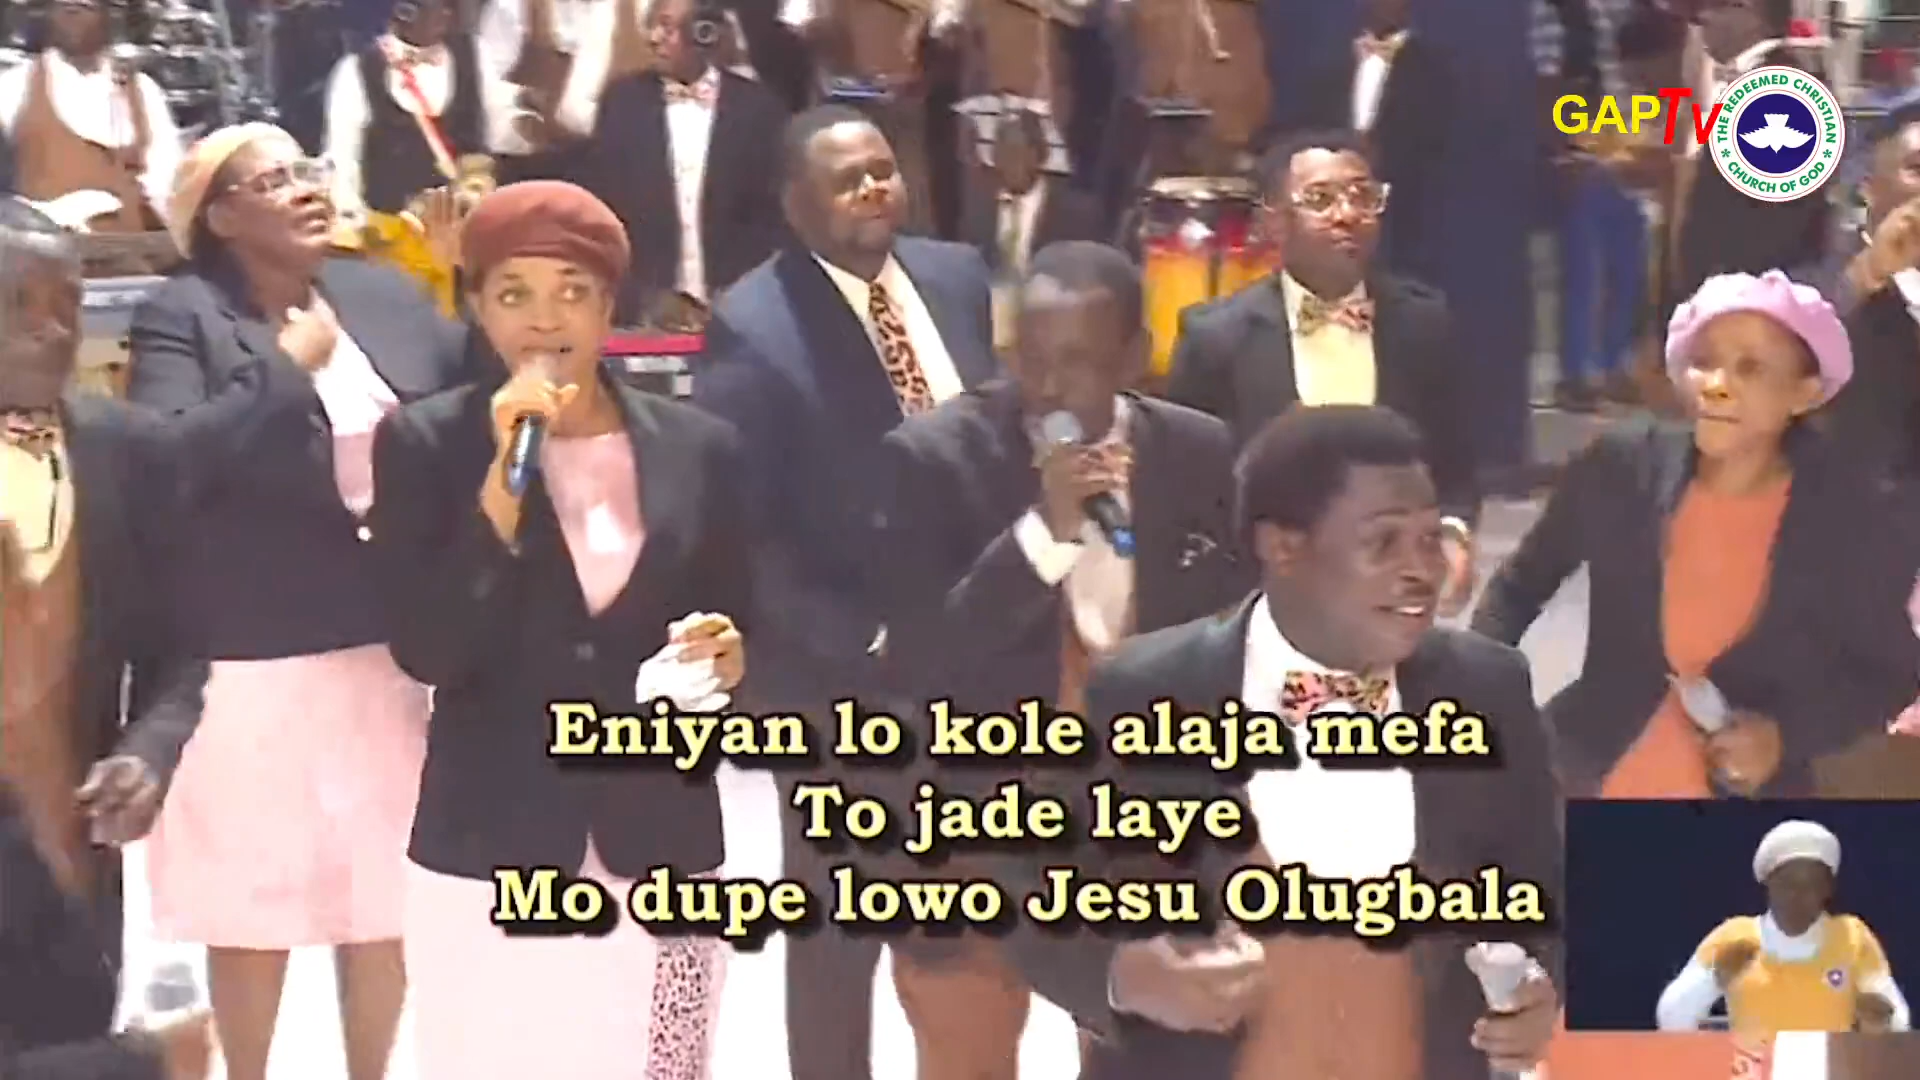 GAPTv
THE REDEEMED CHRISTIAN
CHURCH OF GOD
Eniyan lo kole alaja mefa
To jade laye
Mo dupe lowo Jesu Olugbala